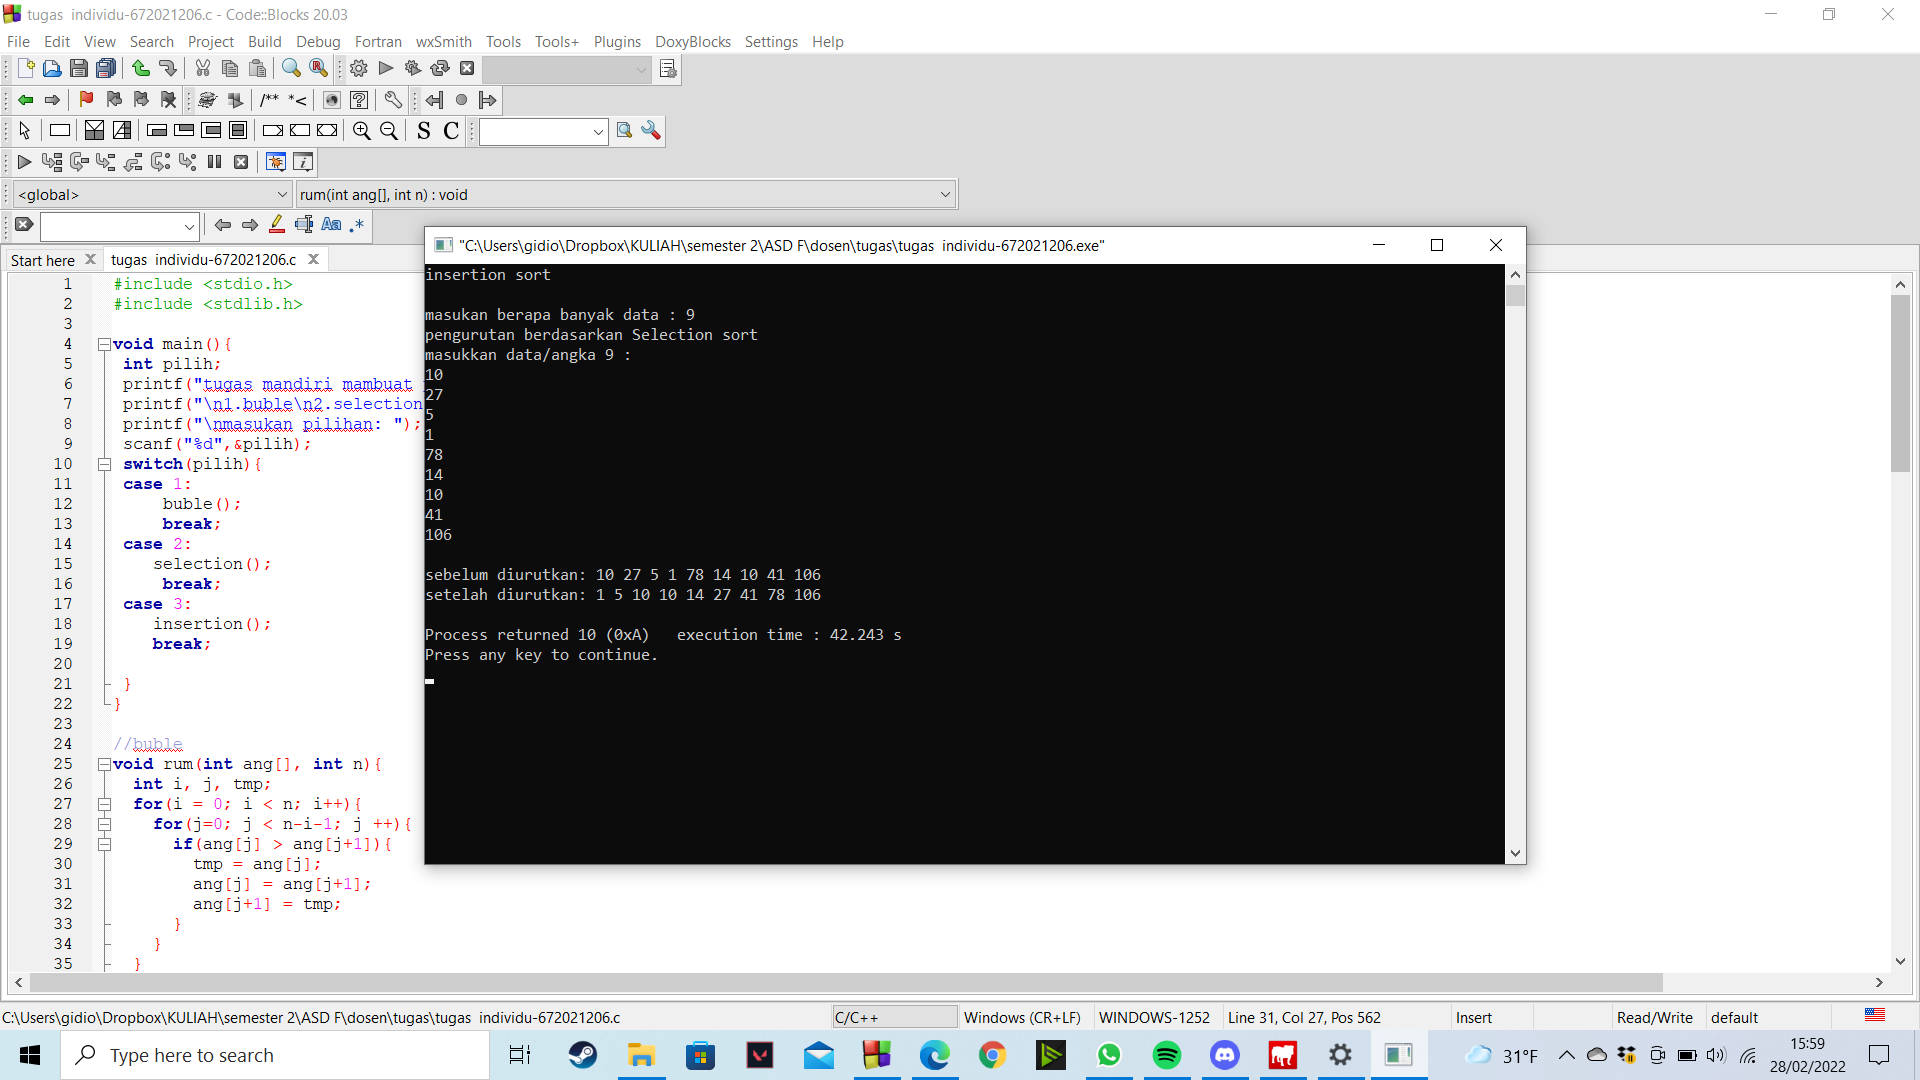 tugas  individu-672021206.c - Code::Blocks 20.03
File Edit View Search Project Build Debug Fortran wxSmith Tools Tools+ Plugins DoxyBlocks Settings Help
/** *<
S C
<global> rum(int ang[], int n) : void
Aa .*
Start here tugas  individu-672021206.c
1 #include <stdio.h>
2 #include <stdlib.h>
3
4 void main(){
5 int pilih;
6 printf("tugas mandiri mambuat
7 printf("\n1.buble\n2.selection
8 printf("\nmasukan pilihan: ");
9 scanf("%d",&pilih);
10 switch(pilih){
11 case 1:
12 buble();
13 break;
14 case 2:
15 selection();
16 break;
17 case 3:
18 insertion();
19 break;
20
21 }
22 }
23
24 //buble
25 void rum(int ang[], int n){
26 int i, j, tmp;
27 for(i = 0; i < n; i++){
28 for(j=0; j < n-i-1; j ++){
29 if(ang[j] > ang[j+1]){
30 tmp = ang[j];
31 ang[j] = ang[j+1];
32 ang[j+1] = tmp;
33 }
34 }
35 }
"C:\Users\gidio\Dropbox\KULIAH\semester 2\ASD F\dosen\tugas\tugas  individu-672021206.exe"
insertion sort
masukan berapa banyak data : 9
pengurutan berdasarkan Selection sort
masukkan data/angka 9 :
10
27
5
1
78
14
10
41
106
sebelum diurutkan: 10 27 5 1 78 14 10 41 106
setelah diurutkan: 1 5 10 10 14 27 41 78 106
Process returned 10 (0xA)   execution time : 42.243 s
Press any key to continue.
C:\Users\gidio\Dropbox\KULIAH\semester 2\ASD F\dosen\tugas\tugas  individu-672021206.c C/C++ Windows (CR+LF) WINDOWS-1252 Line 31, Col 27, Pos 562 Insert Read/Write default
Type here to search 31°F 15:59
28/02/2022